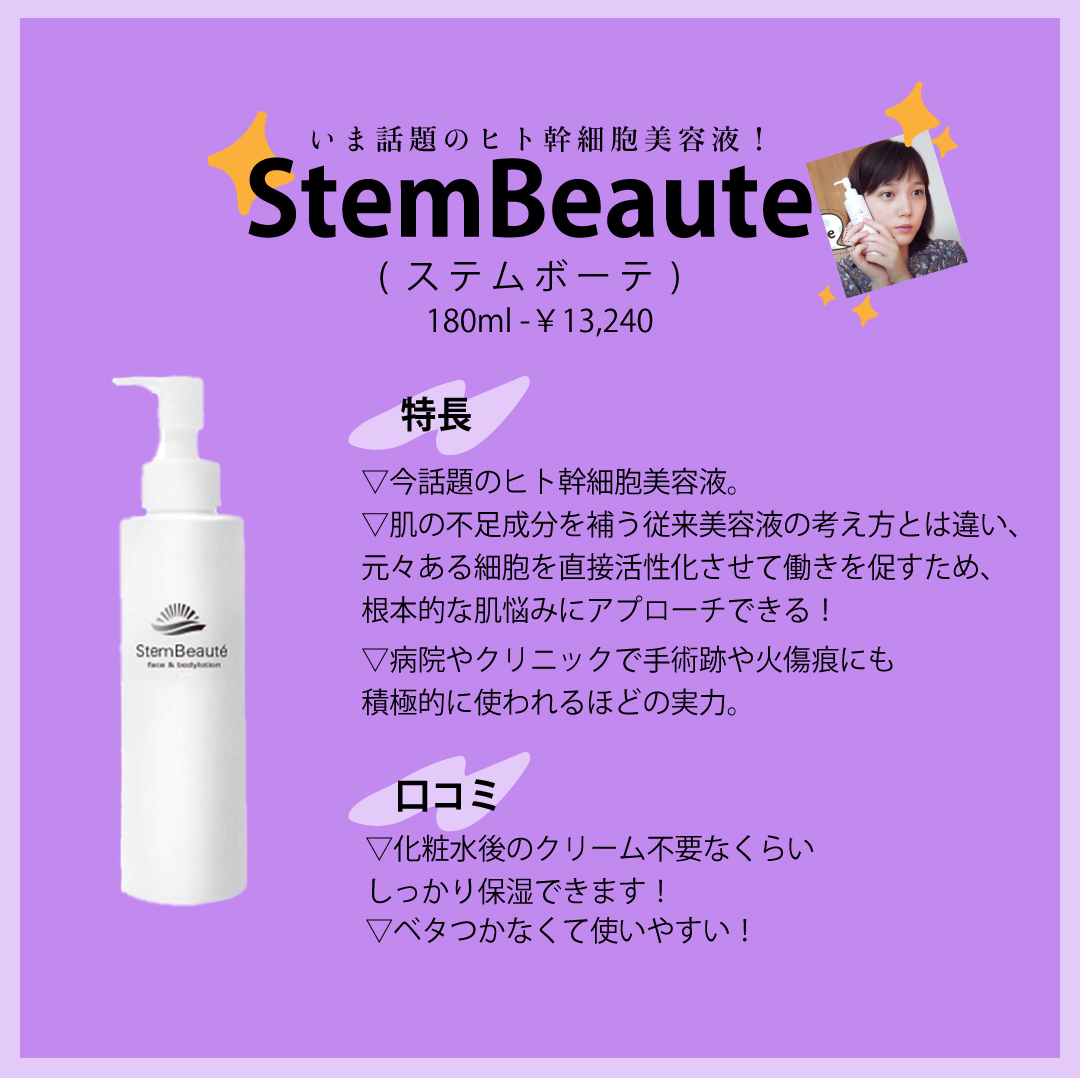 いま話題のヒト幹細胞美容液！
StemBeaute
(ステムボーテ)
180ml -￥13,240
特長
▽今話題のヒト幹細胞美容液。
▽肌の不足成分を補う従来美容液の考え方とは違い、
元々ある細胞を直接活性化させて働きを促すため、
根本的な肌悩みにアプローチできる！
▽病院やクリニックで手術跡や火傷痕にも
積極的に使われるほどの実力。
StemBeauté
face & bodylotion
口コミ
▽化粧水後のクリーム不要なくらい
しっかり保湿できます！
▽ベタつかなくて使いやすい！